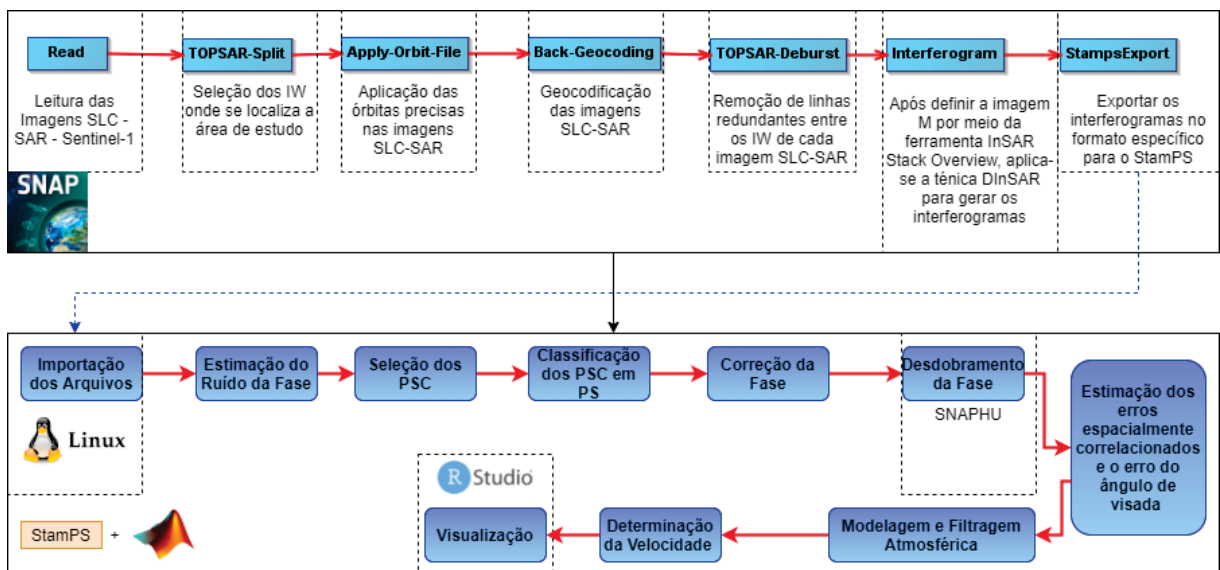 Read
TOPSAR-Split
Apply-Orbit-File
Back-Geocoding
TOPSAR-Deburst
Interferogram
StampsExport
Leitura das
Imagens SLC -
SAR - Sentinel-1
Seleção dos IW
onde se localiza a
área de estudo
Aplicação das
órbitas precisas
nas imagens
SLC-SAR
Geocodificação
das imagens
SLC-SAR
Remoção de linhas
redundantes entre
os IW de cada
imagem SLC-SAR
Após definir a imagem
M por meio da
ferramenta InSAR
Stack Overview, aplica-
se a ténica DInSAR
para gerar os
interferogramas
Exportar os
interferogramas no
formato específico
para o StamPS
SNAP
Importação
dos Arquivos
Estimação do
Ruído da Fase
Seleção dos
PSC
Classificação
dos PSC em
PS
Correção da
Fase
Desdobramento
da Fase
SNAPHU
Estimação dos
erros
espacialmente
correlacionados
e o erro do
ângulo de
visada
Linux
R Studio
StamPS
+
Visualização
Determinação
da Velocidade
Modelagem e Filtragem
Atmosférica